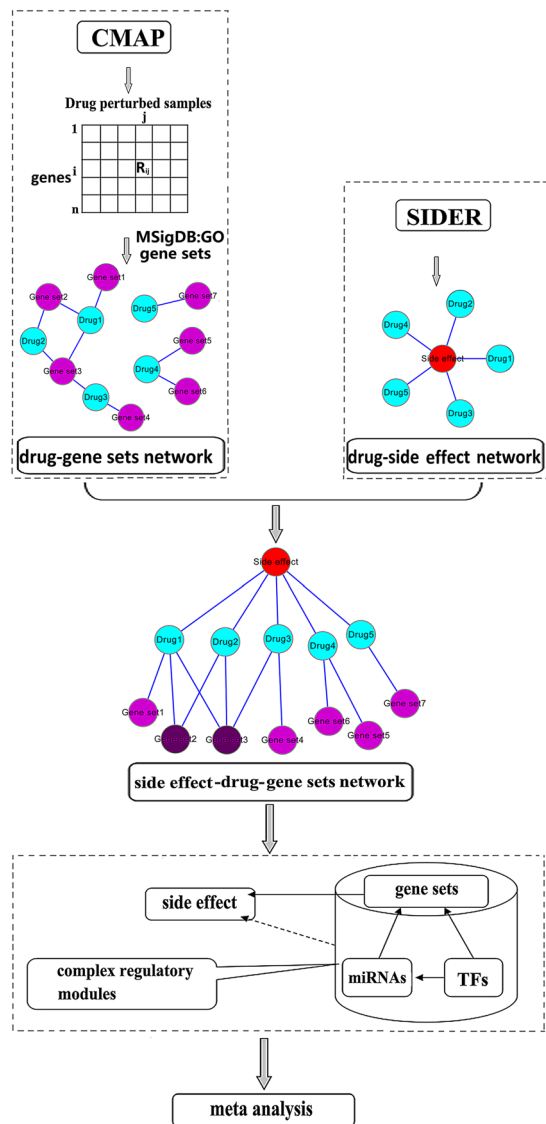 CMAP
Drug perturbed samples
j
1
genes
i
Rij
n
MSigDB:GO
gene sets
Gene set1
Gene set2
Gene set7
Drug5
Drug1
Drug2
Gene set5
Gene set3
Drug4
Drug3
Gene set6
Gene set4
drug-gene sets network
SIDER
Drug2
Drug4
Side effect
Drug1
Drug5
Drug3
drug-side effect network
Side effect
Drug1
Drug2
Drug3
Drug4
Drug5
Gene set1
Gene set2
Gene set3
Gene set4
Gene set6
Gene set5
Gene set7
side effect-drug-gene sets network
gene sets
side effect
complex regulatory
modules
miRNAs
TFs
meta analysis